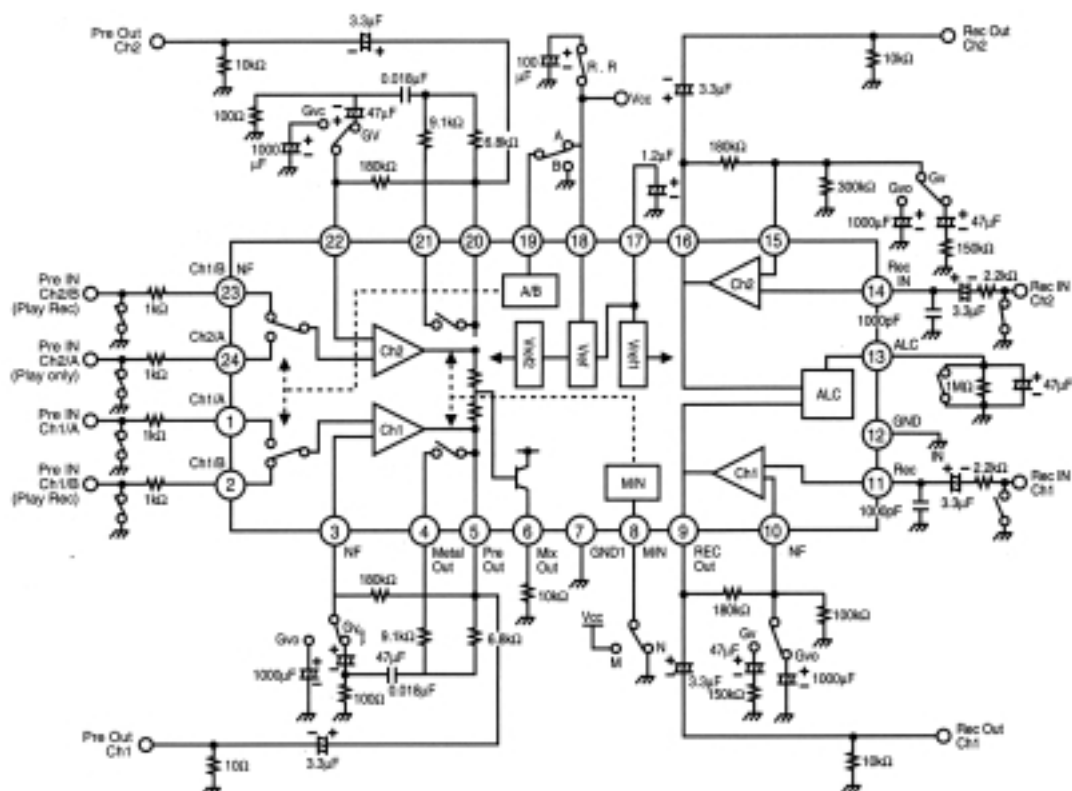 Pre Out
Ch2
3.3μF
- +
10kΩ
100
μF
R . R
Vcc
Rec Out
Ch2
10kΩ
3.3μF
0.018μF
100Ω
Gvc
47μF
GV
1000
μF
9.1kΩ
6.8kΩ
180kΩ
A
B
1.2μF
180kΩ
300kΩ
Gv
Gvo
1000μF
47μF
150kΩ
22
21
20
19
18
17
16
15
Pre IN
Ch2/B
(Play Rec)
1kΩ
Ch1/B
NF
23
A/B
Ch2
Rec
IN
14
2.2kΩ
Rec IN
Ch2
1000pF
3.3μF
Pre IN
Ch2/A
(Play only)
1kΩ
Ch2/A
24
Ch2
Vref2
Vref
Vref1
13
ALC
ALC
1MΩ
47μF
Pre IN
Ch1/A
1kΩ
Ch1/A
1
Ch1
12
GND
IN
Pre IN
Ch1/B
(Play Rec)
1kΩ
Ch1/B
2
M/N
Ch1
11
Rec
2.2kΩ
Rec IN
Ch1
1000pF
3.3μF
3
4
5
6
7
8
9
10
NF
Metal
Out
Pre
Out
Mix
Out
GND1
M/N
REC
Out
NF
180kΩ
10kΩ
180kΩ
100kΩ
Gvo
Gv
9.1kΩ
6.8kΩ
Vcc
M
N
Gv
Gvo
1000μF
47μF
100Ω
0.018μF
3.3μF
47μF
150kΩ
1000μF
Pre Out
Ch1
- +
3.3μF
10Ω
Rec Out
Ch1
10kΩ